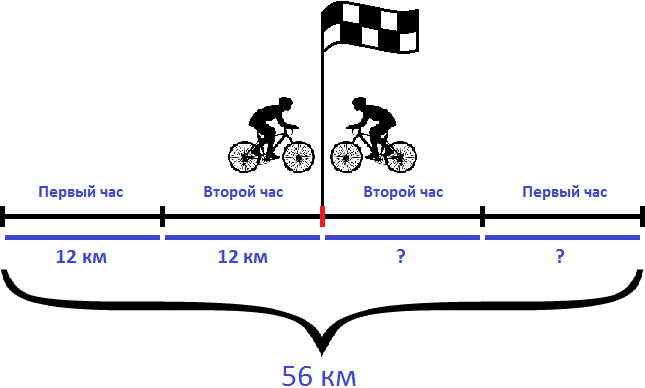 Первый час Второй час Второй час Первый час
12 км 12 км ? ?
56 км